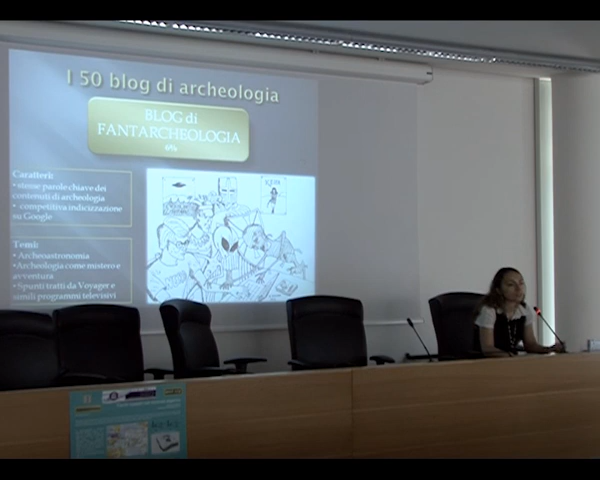 I 50 blog di archeologia
BLOG di
FANTARCHEOLOGIA
6%
Caratteri:
• stesse parole chiave dei
contenuti di archeologia
• competitiva indicizzazione
su Google
Temi:
• Archeoastronomia
• Archeologia come mistero e
avventura
• Spunti tratti da Voyager e
simili programmi televisivi